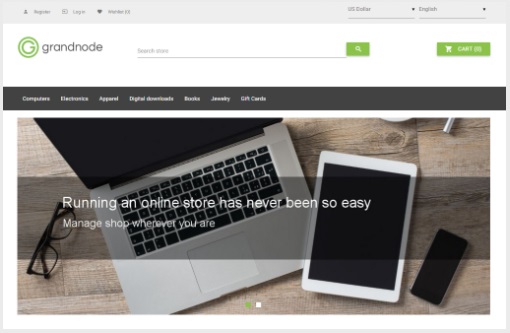 Register Log in Wishlist (0) US Dollar English
grandnode Search store CART (0)
Computers Electronics Apparel Digital downloads Books Jewelry Gift Cards
Running an online store has never been so easy
Manage shop wherever you are